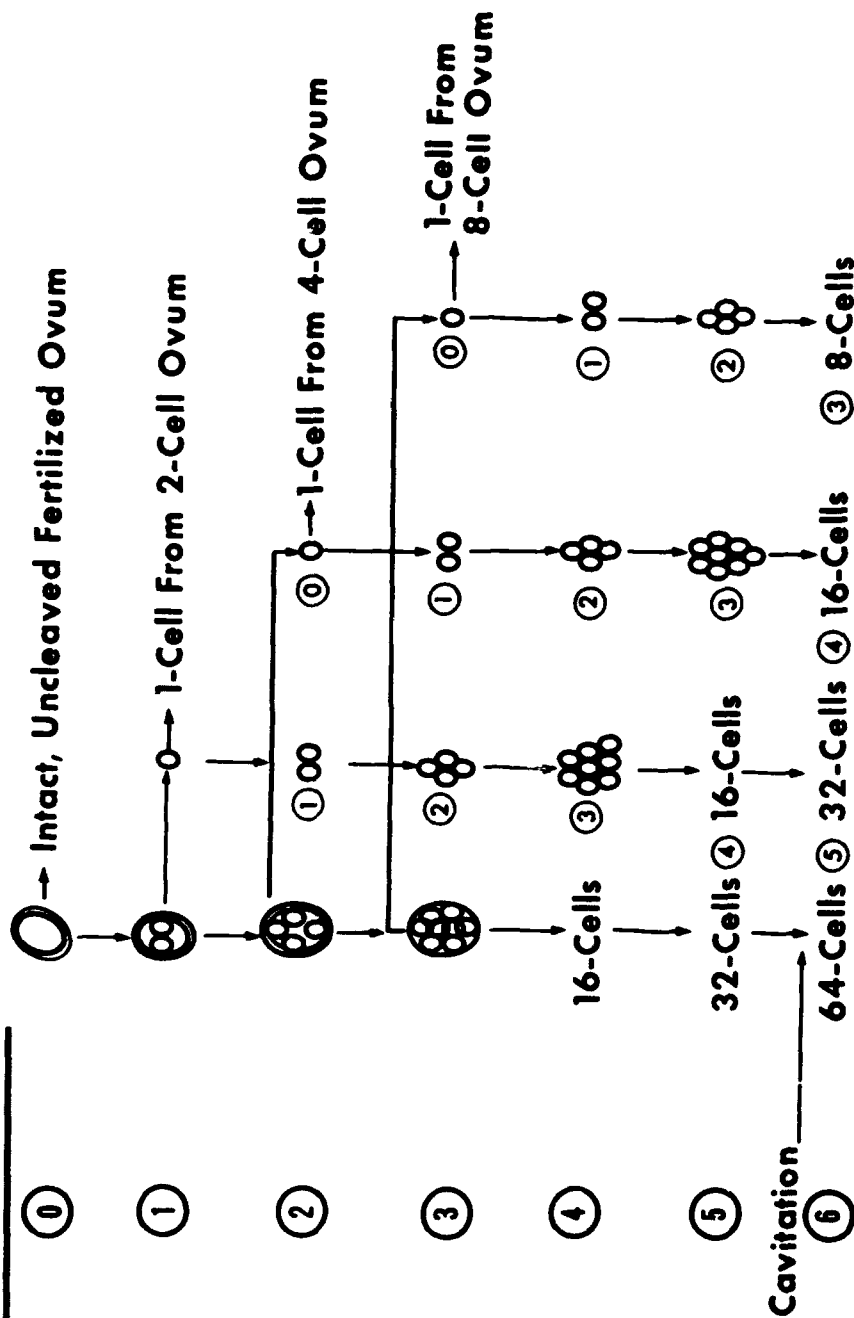 0
Intact, Uncleaved Fertilized Ovum
1
1-Cell From 2-Cell Ovum
2
1
0
1-Cell From 4-Cell Ovum
3
2
1
0
1-Cell From
8-Cell Ovum
4
16-Cells
3
2
1
5
32-Cells 4 16-Cells
3
2
Cavitation
6
64-Cells 5 32-Cells 4 16-Cells
3 8-Cells